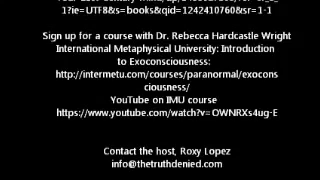 1?ie=UTF8&s=books&qid=1242410760&sr=1-1
Sign up for a course with Dr. Rebecca Hardcastle Wright
International Metaphysical University: Introduction
to Exoconsciousness:
http://intermetu.com/courses/paranormal/exocons
ciousness/
YouTube on IMU course
https://www.youtube.com/watch?v=OWNRXs4ug-E
Contact the host, Roxy Lopez
info@thetruthdenied.com